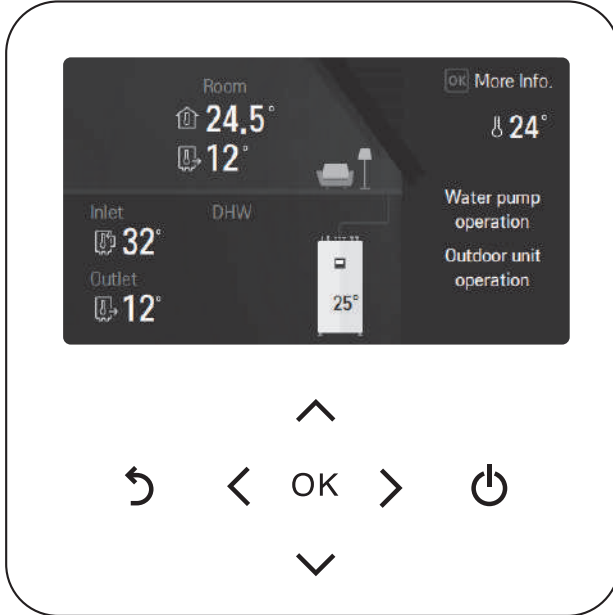 Room
OK More Info.
24.5°
24°
12°
Water pump
operation
Inlet
DHW
32°
Outdoor unit
operation
Outlet
12°
25°
OK